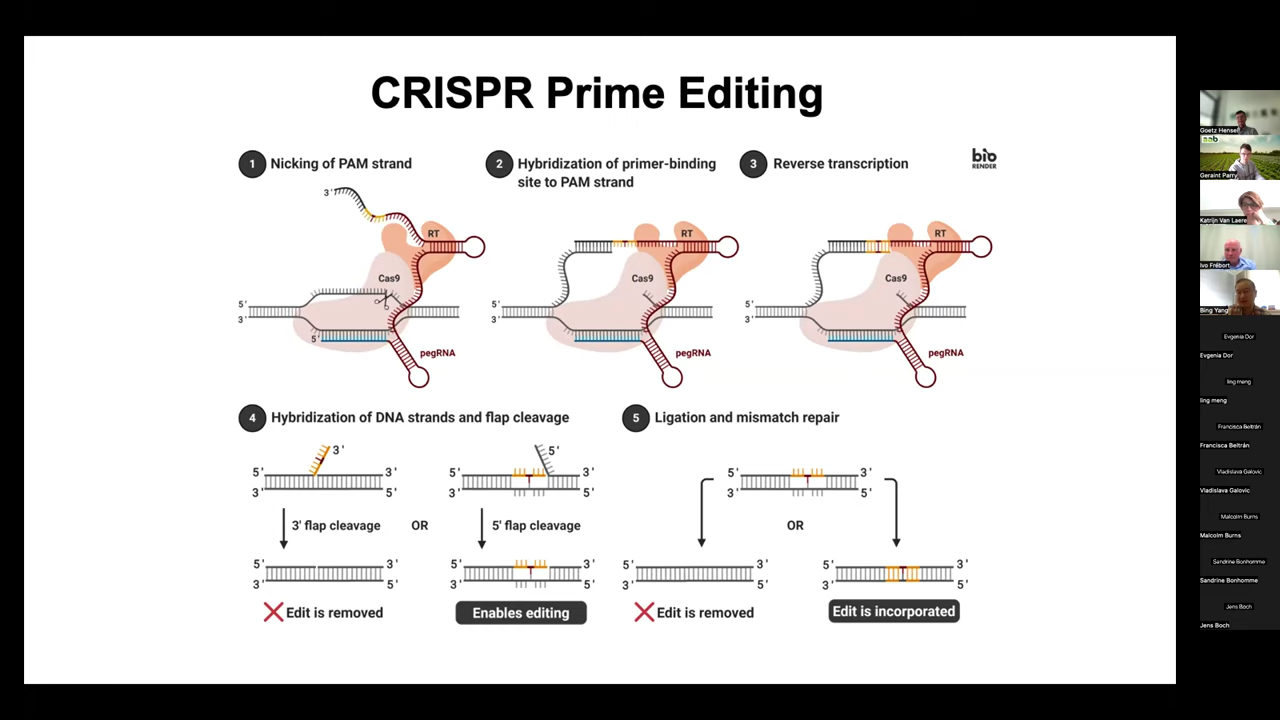 CRISPR Prime Editing
1 Nicking of PAM strand
3'
RT
Cas9
5'
3'
5'
pegRNA
2 Hybridization of primer-binding
site to PAM strand
RT
Cas9
5'
3'
pegRNA
3 Reverse transcription
bio
RENDER
RT
Cas9
5'
3'
pegRNA
4 Hybridization of DNA strands and flap cleavage
3'
5' 3'
3' 5'
5'
5' 3'
3' 5'
3' flap cleavage OR 5' flap cleavage
5' 3'
3' 5'
5' 3'
3' 5'
Edit is removed
Enables editing
5 Ligation and mismatch repair
5' 3'
3' 5'
OR
5' 3'
3' 5'
5' 3'
3' 5'
Edit is removed
Edit is incorporated
Goetz Hensel
Geraint Parry
Katrijn Van Laere
Ivo Frébort
Bing Yang
Evgenia Dor
Evgenia Dor
ling meng
ling meng
Francisca Beltrán
Francisca Beltrán
Vladislava Galovic
Vladislava Galovic
Malcolm Burns
Malcolm Burns
Sandrine Bonhomme
Sandrine Bonhomme
Jens Boch
Jens Boch